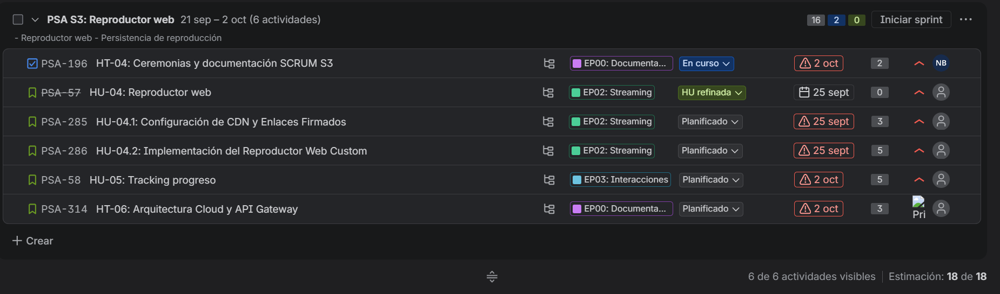 PSA S3: Reproductor web 21 sep – 2 oct (6 actividades) 16 2 0 Iniciar sprint
- Reproductor web - Persistencia de reproducción
PSA-196 HT-04: Ceremonias y documentación SCRUM S3 EP00: Documenta... En curso 2 oct 2 NB
PSA-57 HU-04: Reproductor web EP02: Streaming HU refinada 25 sept 0
PSA-285 HU-04.1: Configuración de CDN y Enlaces Firmados EP02: Streaming Planificado 25 sept 3
PSA-286 HU-04.2: Implementación del Reproductor Web Custom EP02: Streaming Planificado 25 sept 5
PSA-58 HU-05: Tracking progreso EP03: Interacciones Planificado 2 oct 5
PSA-314 HT-06: Arquitectura Cloud y API Gateway EP00: Documenta... Planificado 2 oct 3 Pri
+ Crear
6 de 6 actividades visibles Estimación: 18 de 18